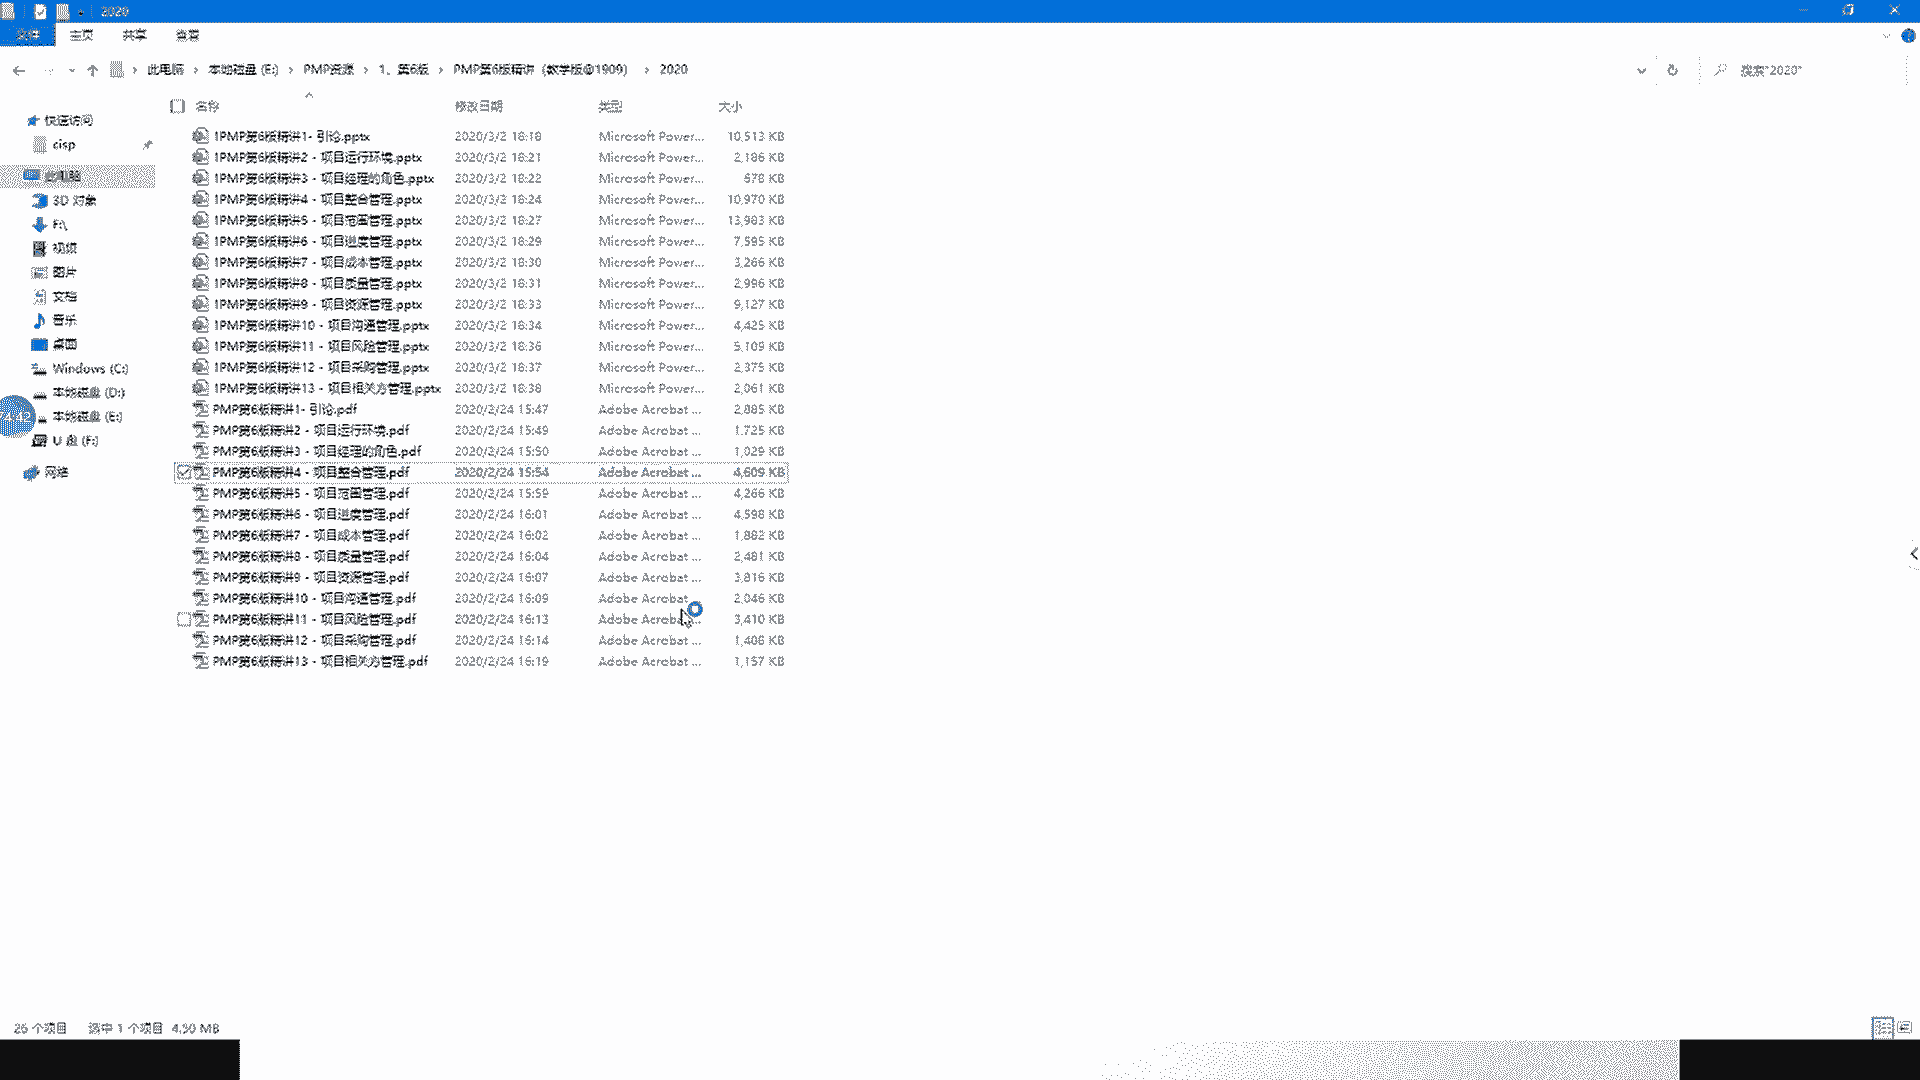 2020
文件 主页 共享 查看
此电脑 › 本地磁盘 (E:) › PMP资源 › 1、第6版 › PMP第6版精讲（教学版@1909） › 2020
搜索"2020"
名称 修改日期 类型 大小
快速访问
cisp
此电脑
3D 对象
F:\
视频
图片
文档
音乐
桌面
Windows (C:)
本地磁盘 (D:)
本地磁盘 (E:)
U 盘 (F:)
网络
1PMP第6版精讲1- 引论.pptx 2020/3/2 18:18 Microsoft Power... 10,513 KB
1PMP第6版精讲2 - 项目运行环境.pptx 2020/3/2 18:21 Microsoft Power... 2,186 KB
1PMP第6版精讲3 - 项目经理的角色.pptx 2020/3/2 18:22 Microsoft Power... 678 KB
1PMP第6版精讲4 - 项目整合管理.pptx 2020/3/2 18:24 Microsoft Power... 10,970 KB
1PMP第6版精讲5 - 项目范围管理.pptx 2020/3/2 18:27 Microsoft Power... 13,983 KB
1PMP第6版精讲6 - 项目进度管理.pptx 2020/3/2 18:29 Microsoft Power... 7,595 KB
1PMP第6版精讲7 - 项目成本管理.pptx 2020/3/2 18:30 Microsoft Power... 3,266 KB
1PMP第6版精讲8 - 项目质量管理.pptx 2020/3/2 18:31 Microsoft Power... 2,996 KB
1PMP第6版精讲9 - 项目资源管理.pptx 2020/3/2 18:33 Microsoft Power... 9,127 KB
1PMP第6版精讲10 - 项目沟通管理.pptx 2020/3/2 18:34 Microsoft Power... 4,425 KB
1PMP第6版精讲11 - 项目风险管理.pptx 2020/3/2 18:36 Microsoft Power... 5,109 KB
1PMP第6版精讲12 - 项目采购管理.pptx 2020/3/2 18:37 Microsoft Power... 2,375 KB
1PMP第6版精讲13 - 项目相关方管理.pptx 2020/3/2 18:38 Microsoft Power... 2,061 KB
PMP第6版精讲1- 引论.pdf 2020/2/24 15:47 Adobe Acrobat ... 2,885 KB
PMP第6版精讲2 - 项目运行环境.pdf 2020/2/24 15:49 Adobe Acrobat ... 1,725 KB
PMP第6版精讲3 - 项目经理的角色.pdf 2020/2/24 15:50 Adobe Acrobat ... 1,029 KB
PMP第6版精讲4 - 项目整合管理.pdf 2020/2/24 15:54 Adobe Acrobat ... 4,609 KB
PMP第6版精讲5 - 项目范围管理.pdf 2020/2/24 15:59 Adobe Acrobat ... 4,266 KB
PMP第6版精讲6 - 项目进度管理.pdf 2020/2/24 16:01 Adobe Acrobat ... 4,598 KB
PMP第6版精讲7 - 项目成本管理.pdf 2020/2/24 16:02 Adobe Acrobat ... 1,882 KB
PMP第6版精讲8 - 项目质量管理.pdf 2020/2/24 16:04 Adobe Acrobat ... 2,481 KB
PMP第6版精讲9 - 项目资源管理.pdf 2020/2/24 16:07 Adobe Acrobat ... 3,816 KB
PMP第6版精讲10 - 项目沟通管理.pdf 2020/2/24 16:09 Adobe Acrobat ... 2,046 KB
PMP第6版精讲11 - 项目风险管理.pdf 2020/2/24 16:13 Adobe Acrobat ... 3,410 KB
PMP第6版精讲12 - 项目采购管理.pdf 2020/2/24 16:14 Adobe Acrobat ... 1,408 KB
PMP第6版精讲13 - 项目相关方管理.pdf 2020/2/24 16:19 Adobe Acrobat ... 1,157 KB
26 个项目 选中 1 个项目 4.50 MB